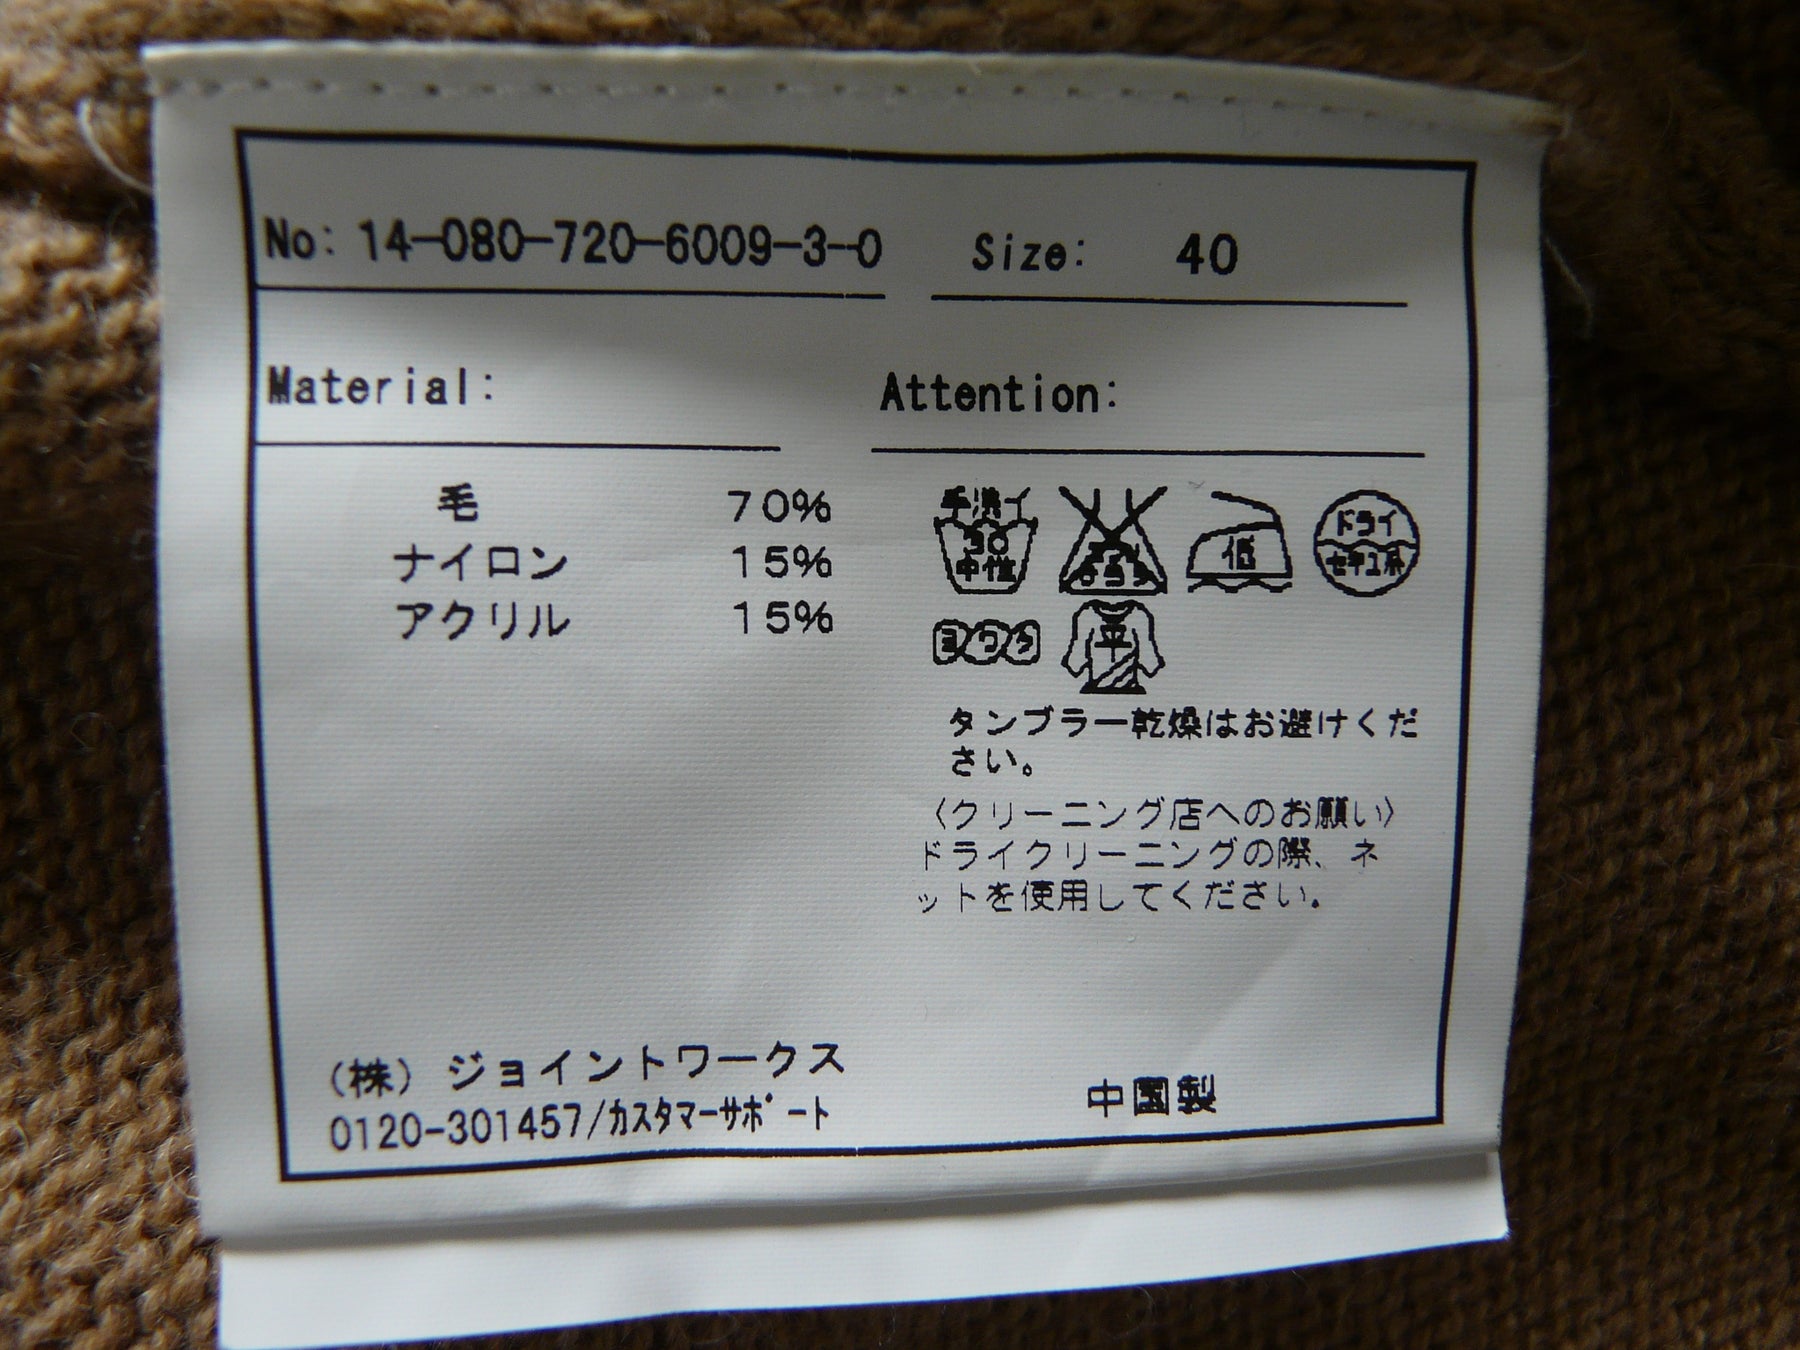 No: 14-080-720-6009-3-0 Size: 40
Material: Attention:
毛 70%
ナイロン 15%
アクリル 15%
手洗イ
30
中性
エンソサラシ
低
ドライ
セキユ系
ヨワク
平
タンブラー乾燥はお避けくだ
さい。
〈クリーニング店へのお願い〉
ドライクリーニングの際、ネ
ットを使用してください。
(株) ジョイントワークス
0120-301457/カスタマーサポート
中国製